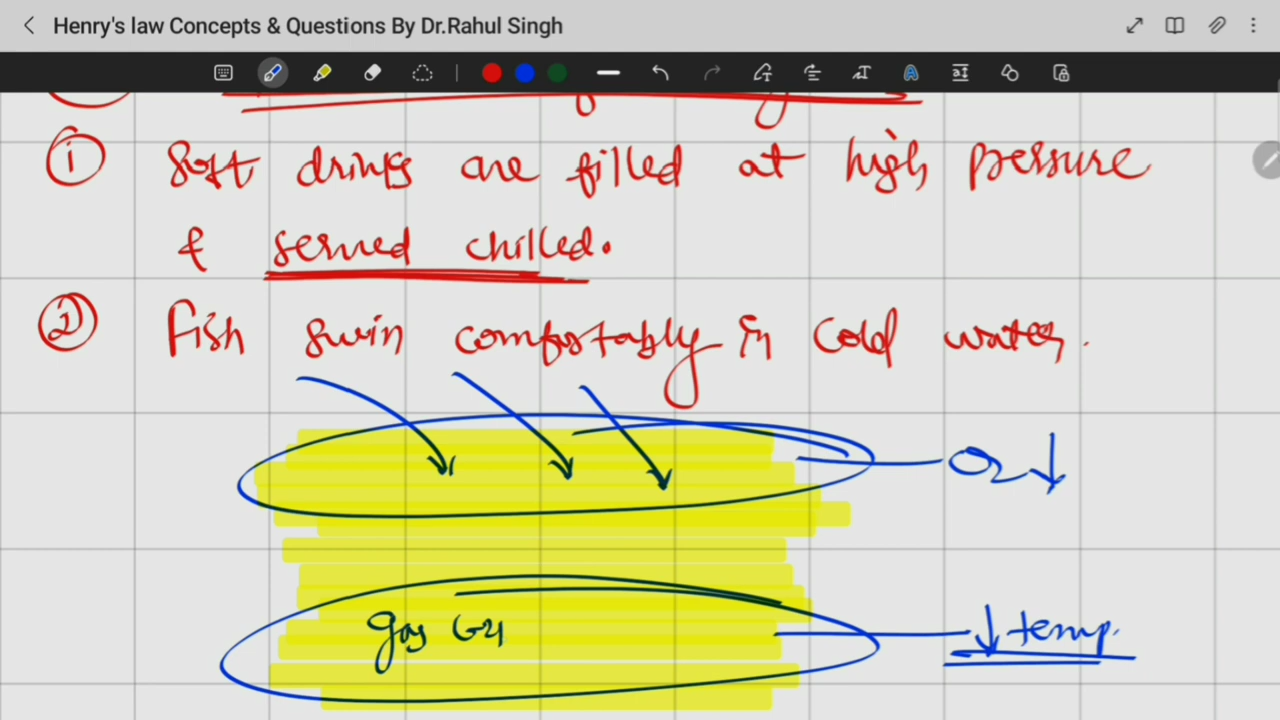 Henry's law Concepts & Questions By Dr.Rahul Singh
① Soft drinks are filled at high pressure
& served chilled.
② Fish swim comfortably in cold water.
O2↓
gas
↓ temp.